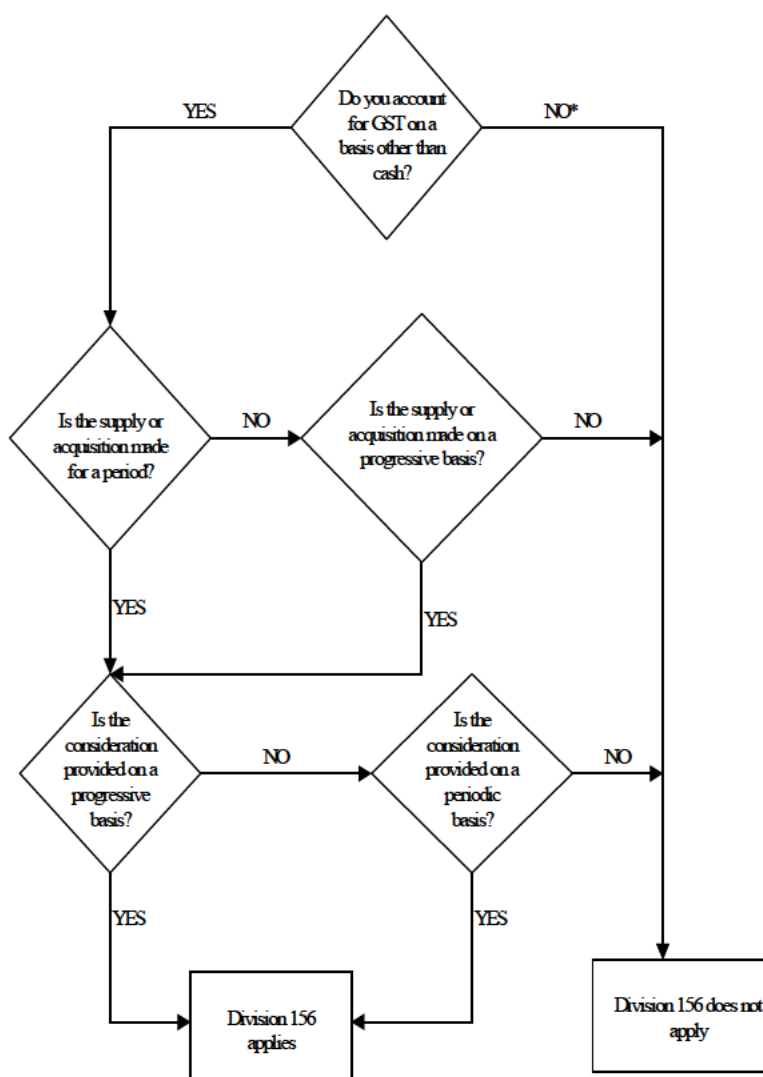 Do you account
for GST on a
basis other than
cash?
YES
NO*
Is the supply or
acquisition made
for a period?
NO
Is the supply or
acquisition made on a
progressive basis?
NO
YES
YES
Is the
consideration
provided on a
progressive
basis?
NO
Is the
consideration
provided on a
periodic
basis?
NO
YES
YES
Division 156
applies
Division 156 does not
apply